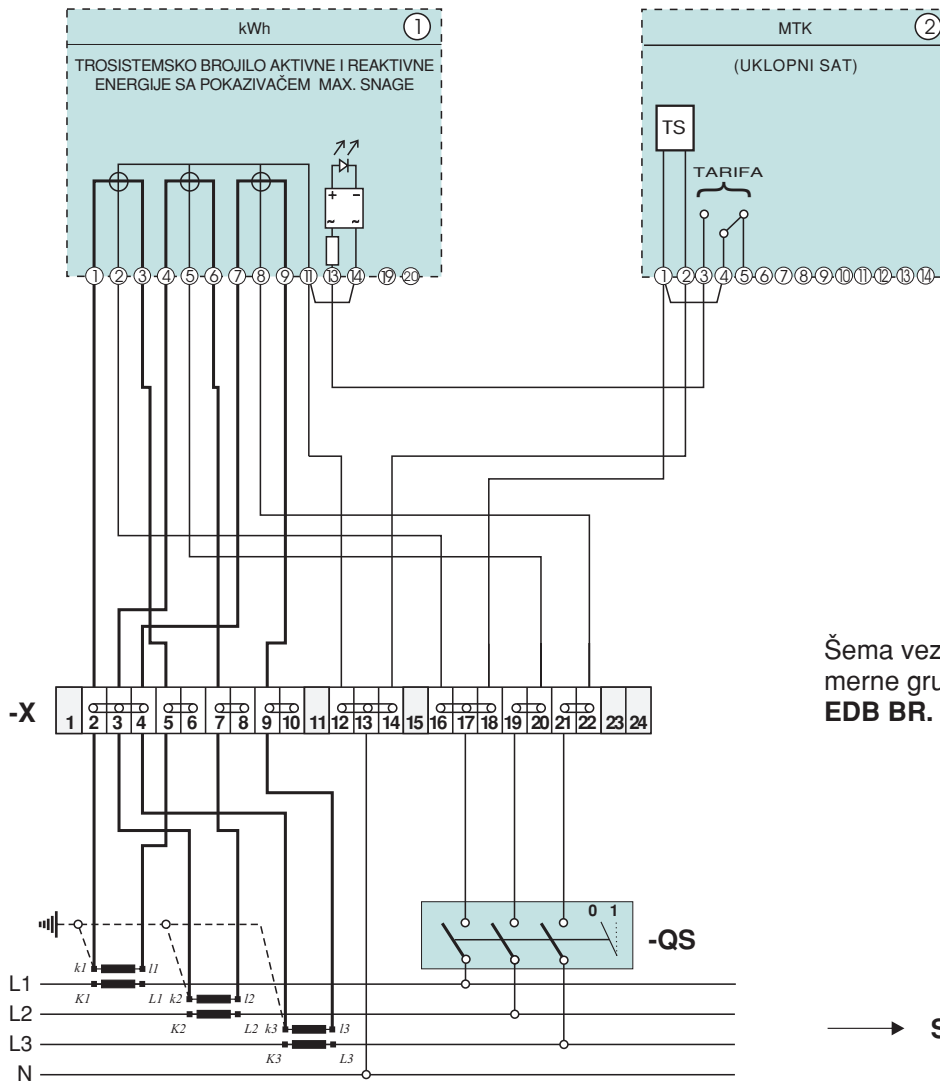 kWh 1
TROSISTEMSKO BROJILO AKTIVNE I REAKTIVNE
ENERGIJE SA POKAZIVAČEM MAX. SNAGE
+ −
~ ~
1 2 3 4 5 6 7 8 9 11 13 14 19 20
MTK 2
(UKLOPNI SAT)
TS
TARIFA
1 2 3 4 5 6 7 8 9 10 11 12 13 14
Šema vez
merne gru
EDB BR.
-X 1 2 3 4 5 6 7 8 9 10 11 12 13 14 15 16 17 18 19 20 21 22 23 24
0 1
-QS
k1 l1
L1
K1 L1 k2 l2
L2
K2 L2 k3 l3
L3 S
K3 L3
N